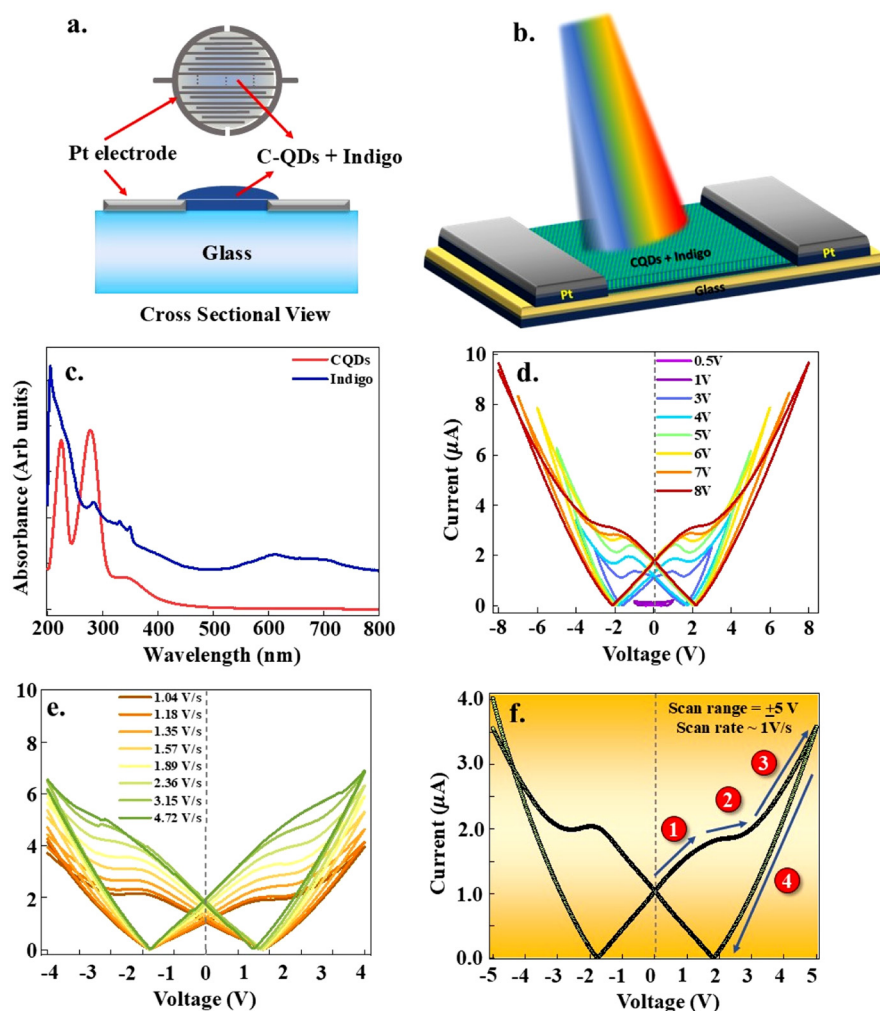 a.
Pt electrode
C-QDs + Indigo
Glass
Cross Sectional View
b.
CQDs + Indigo
Pt
Pt
Glass
c.
CQDs
Indigo
Absorbance (Arb units)
200 300 400 500 600 700 800
Wavelength (nm)
d.
0.5V
1V
3V
4V
5V
6V
7V
8V
Current (μA)
10
8
6
4
2
0
-8 -6 -4 -2 0 2 4 6 8
Voltage (V)
e.
1.04 V/s
1.18 V/s
1.35 V/s
1.57 V/s
1.89 V/s
2.36 V/s
3.15 V/s
4.72 V/s
10
8
6
4
2
0
-4 -3 -2 -1 0 1 2 3 4
Voltage (V)
f.
Scan range = ±5 V
Scan rate ~ 1V/s
1
2
3
4
Current (μA)
4.0
3.0
2.0
1.0
0.0
-5 -4 -3 -2 -1 0 1 2 3 4 5
Voltage (V)